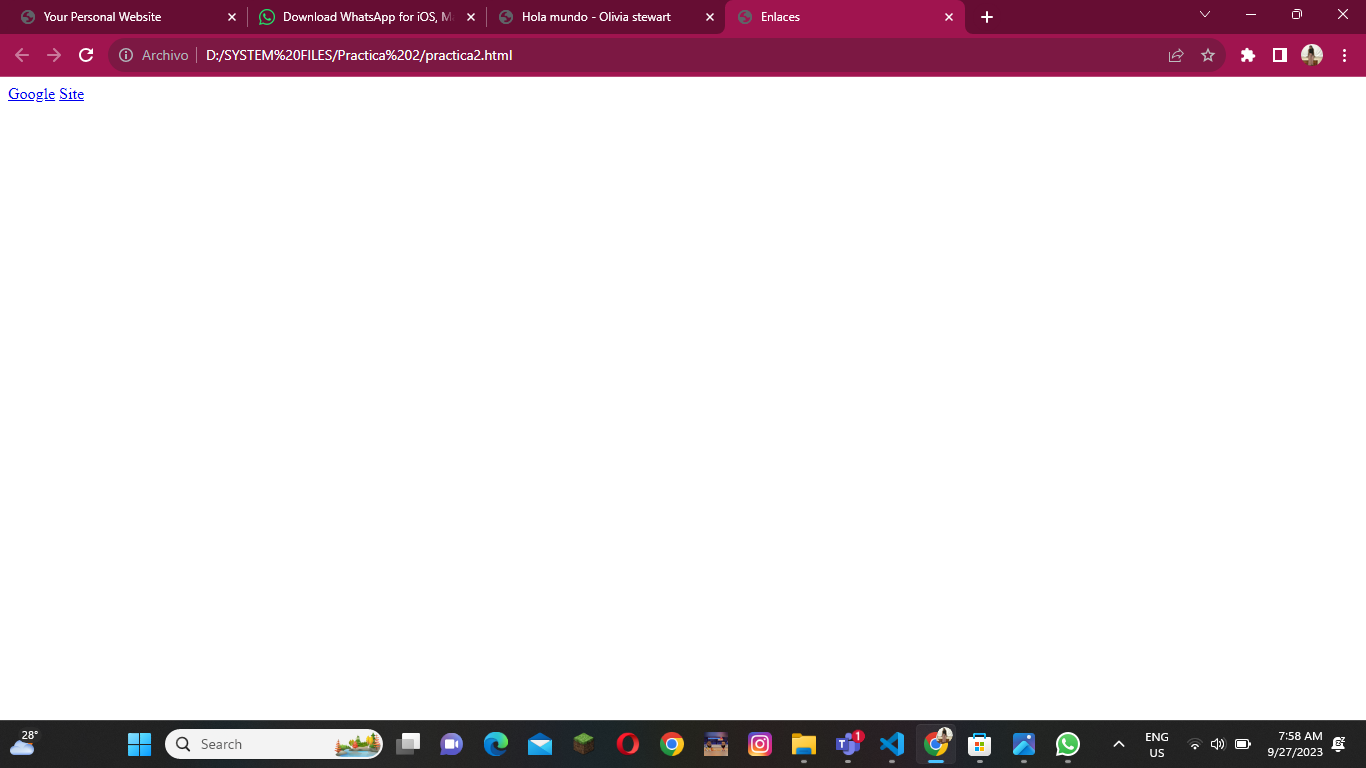 Your Personal Website
Download WhatsApp for iOS, M
Hola mundo - Olivia stewart
Enlaces
Archivo
D:/SYSTEM%20FILES/Practica%202/practica2.html
Google Site
28°
Search
1
ENG
US
7:58 AM
9/27/2023